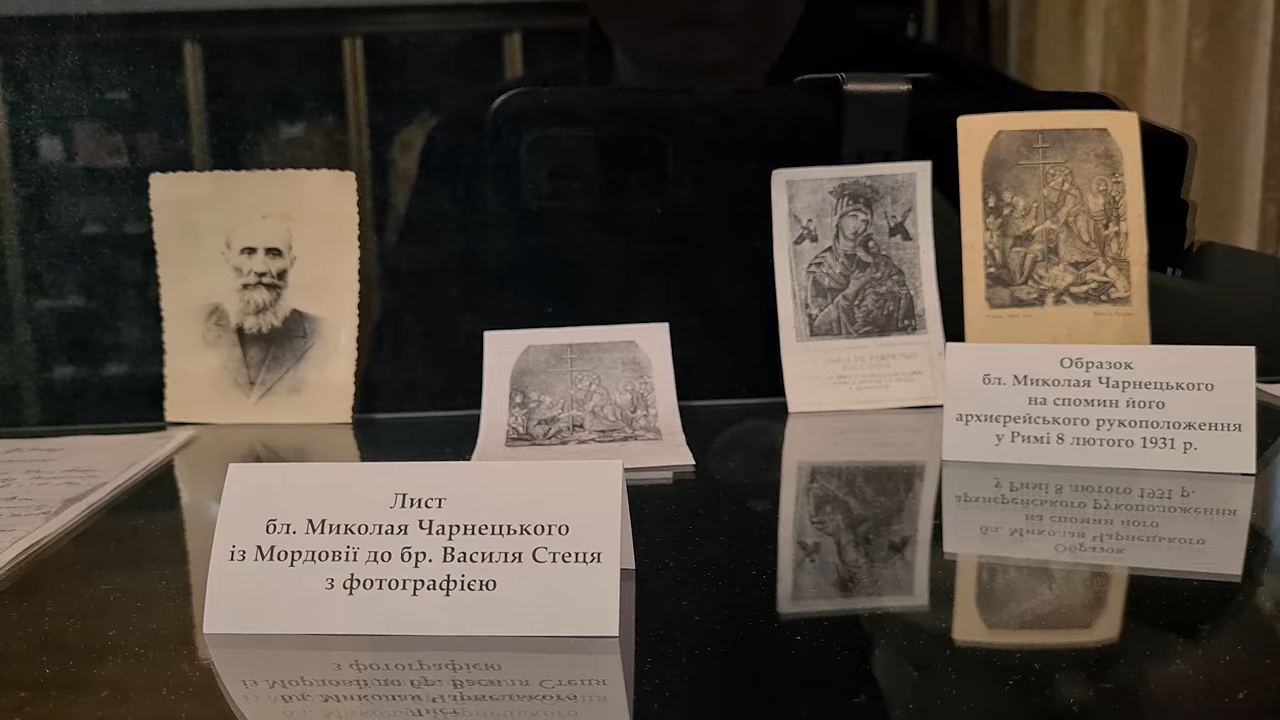 Лист
бл. Миколая Чарнецького
із Мордовії до бр. Василя Стеця
з фотографією
Образок
бл. Миколая Чарнецького
на спомин його
архиєрейського рукоположення
у Римі 8 лютого 1931 р.